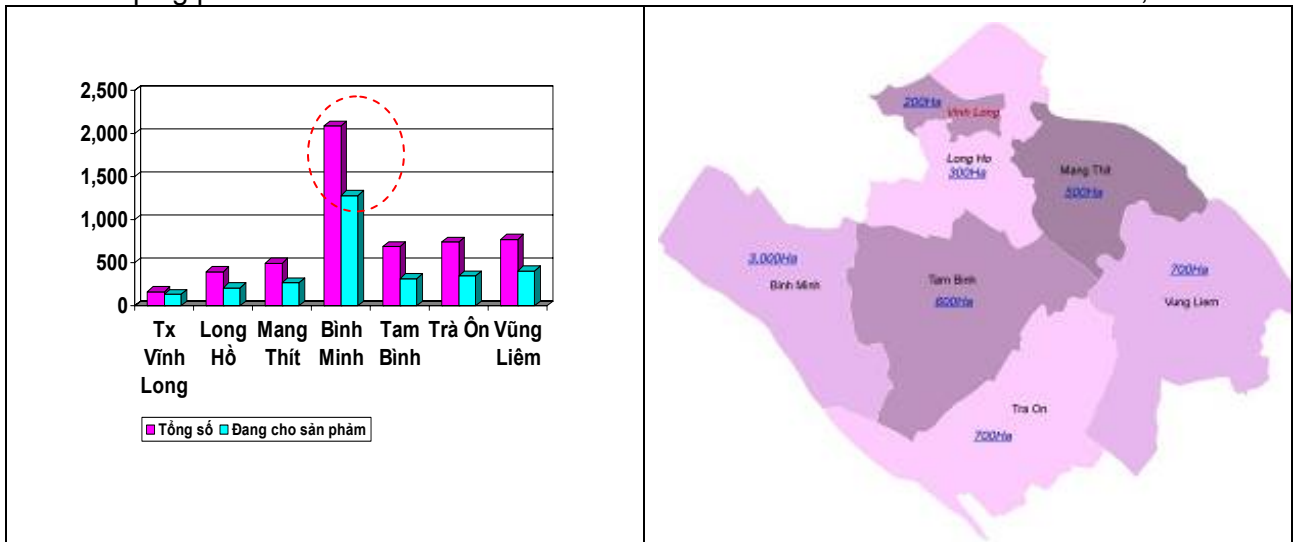 2,500
2,000
1,500
1,000
500
0
Tx Vĩnh Long
Long Hồ
Mang Thít
Bình Minh
Tam Bình
Trà Ôn
Vũng Liêm
Tổng số
Đang cho sản phẩm
200Ha
Vinh Long
Long Ho
300Ha
Mang Thit
500Ha
3,000Ha
Binh Minh
Tam Binh
600Ha
700Ha
Vung Liem
Tra On
700Ha